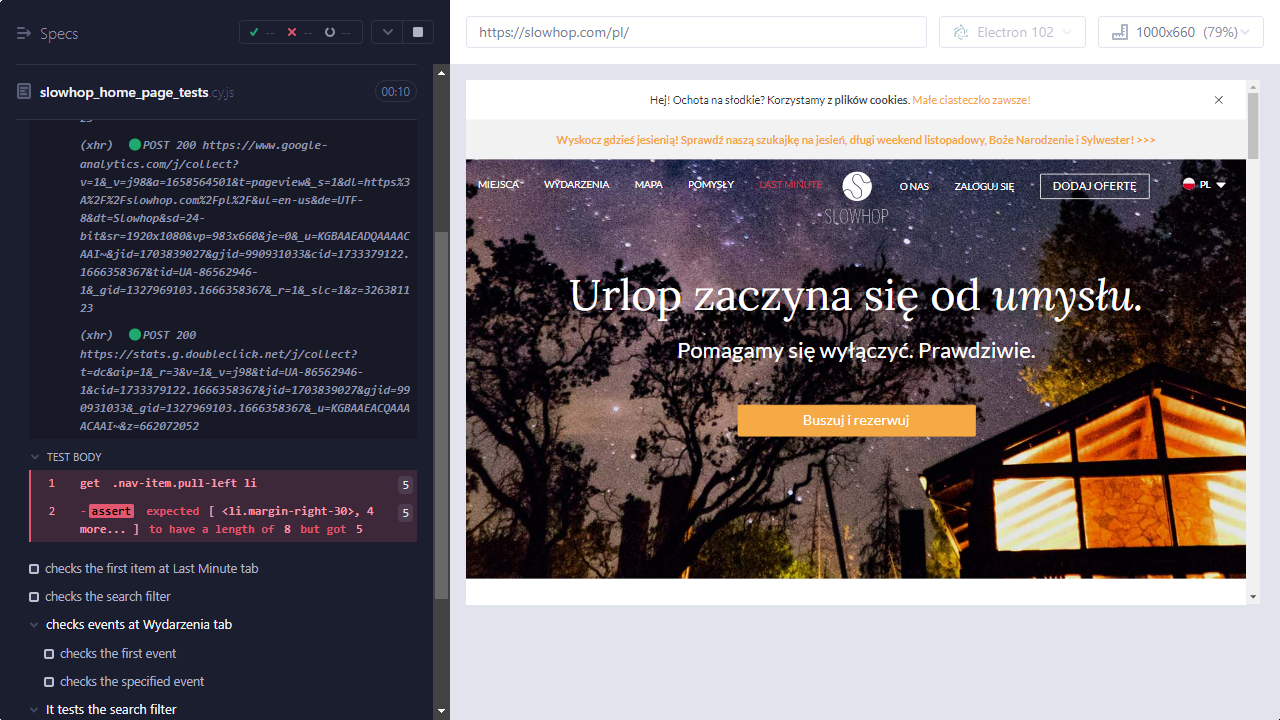 Specs
-- -- --
slowhop_home_page_tests.cy.js
00:10
23
(xhr) POST 200 https://www.google-
analytics.com/j/collect?
v=1&_v=j98&a=1658564501&t=pageview&_s=1&dl=https%3
A%2F%2Fslowhop.com%2Fpl%2F&ul=en-us&de=UTF-
8&dt=Slowhop&sd=24-
bit&sr=1920x1080&vp=983x660&je=0&_u=KGBAAEADQAAAAC
AAI~&jid=1703839027&gjid=990931033&cid=1733379122.
1666358367&tid=UA-86562946-
1&_gid=1327969103.1666358367&_r=1&_slc=1&z=32638111
23
(xhr) POST 200
https://stats.g.doubleclick.net/j/collect?
t=dc&aip=1&_r=3&v=1&_v=j98&tid=UA-86562946-
1&cid=1733379122.1666358367&jid=1703839027&gjid=99
0931033&_gid=1327969103.1666358367&_u=KGBAAEACQAAA
ACAAI~&z=662072052
TEST BODY
1 get .nav-item.pull-left li 5
2 -assert expected [ <li.margin-right-30>, 4 5
more... ] to have a length of 8 but got 5
checks the first item at Last Minute tab
checks the search filter
checks events at Wydarzenia tab
checks the first event
checks the specified event
It tests the search filter
https://slowhop.com/pl/
Electron 102
1000x660 (79%)
Hej! Ochota na słodkie? Korzystamy z plików cookies. Małe ciasteczko zawsze!
Wyskocz gdzieś jesienią! Sprawdź naszą szukajkę na jesień, długi weekend listopadowy, Boże Narodzenie i Sylwester! >>>
MIEJSCA WYDARZENIA MAPA POMYSŁY LAST MINUTE O NAS ZALOGUJ SIĘ DODAJ OFERTĘ PL
SLOWHOP
Urlop zaczyna się od umysłu.
Pomagamy się wyłączyć. Prawdziwie.
Buszuj i rezerwuj